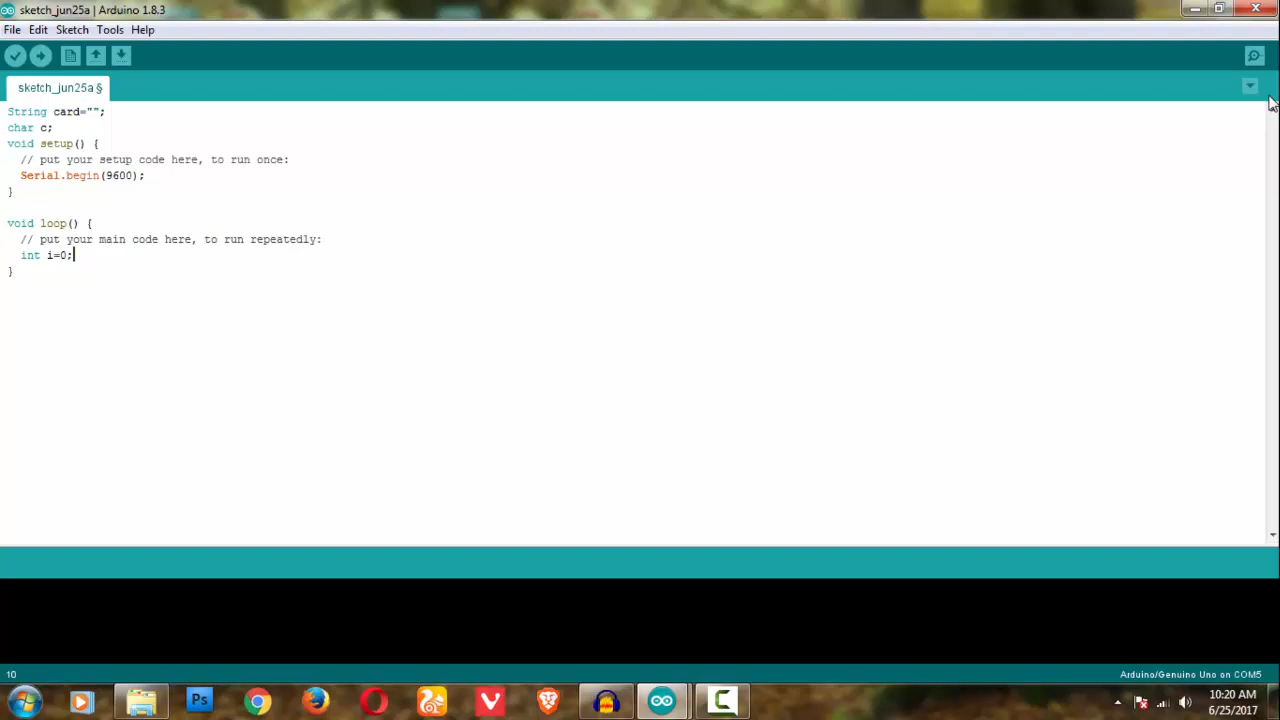 sketch_jun25a | Arduino 1.8.3
File Edit Sketch Tools Help
sketch_jun25a §
String card="";
char c;
void setup() {
// put your setup code here, to run once:
Serial.begin(9600);
}
void loop() {
// put your main code here, to run repeatedly:
int i=0;
}
10
Arduino/Genuino Uno on COM5
Ps
10:20 AM
6/25/2017